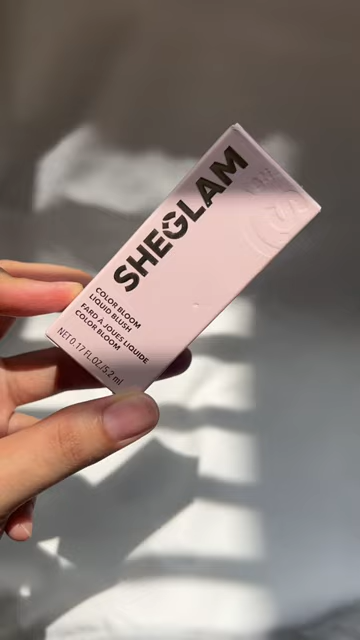 SHEGLAM
COLOR BLOOM
LIQUID BLUSH
FARD À JOUES LIQUIDE
COLOR BLOOM
NET 0.17 FL.OZ./5.2 ml